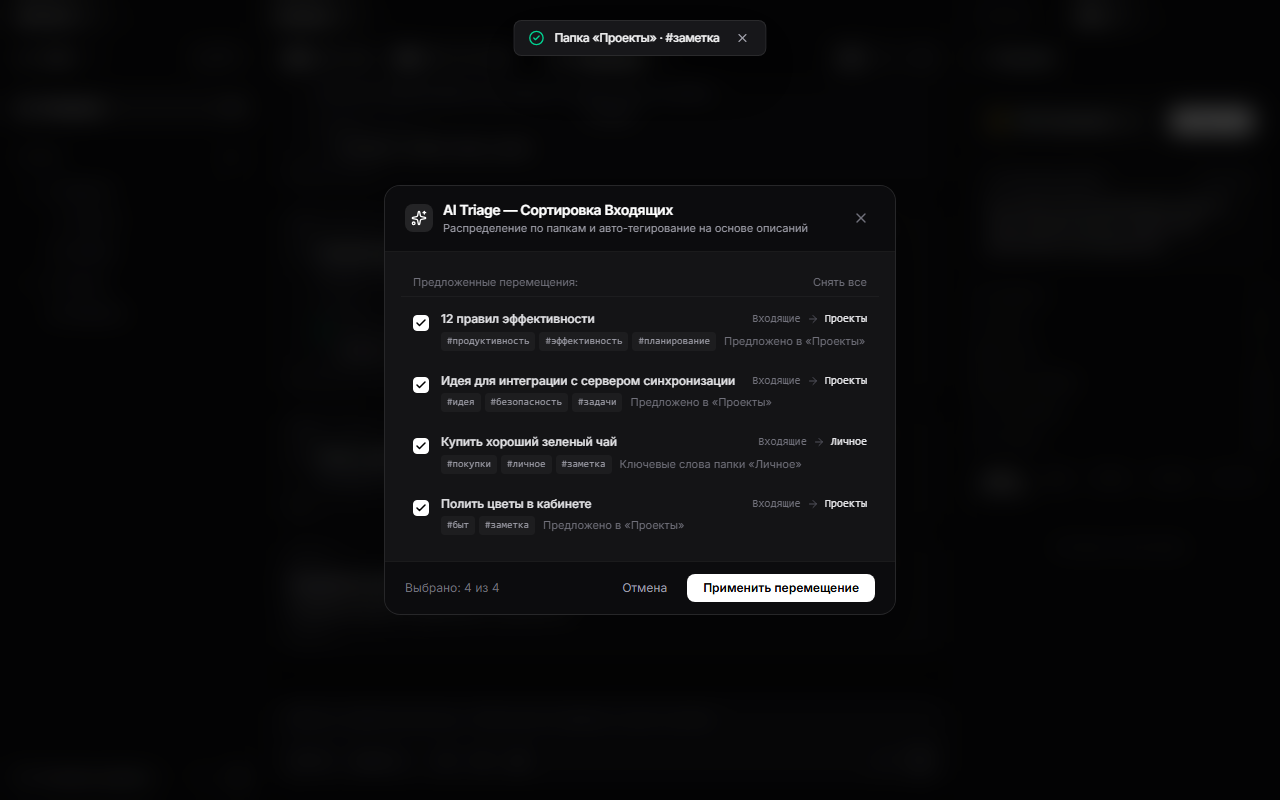 Папка «Проекты» · #заметка
AI Triage — Сортировка Входящих
Распределение по папкам и авто-тегирование на основе описаний
Предложенные перемещения: Снять все
12 правил эффективности Входящие → Проекты
#продуктивность #эффективность #планирование Предложено в «Проекты»
Идея для интеграции с сервером синхронизации Входящие → Проекты
#идея #безопасность #задачи Предложено в «Проекты»
Купить хороший зеленый чай Входящие → Личное
#покупки #личное #заметка Ключевые слова папки «Личное»
Полить цветы в кабинете Входящие → Проекты
#быт #заметка Предложено в «Проекты»
Выбрано: 4 из 4 Отмена Применить перемещение